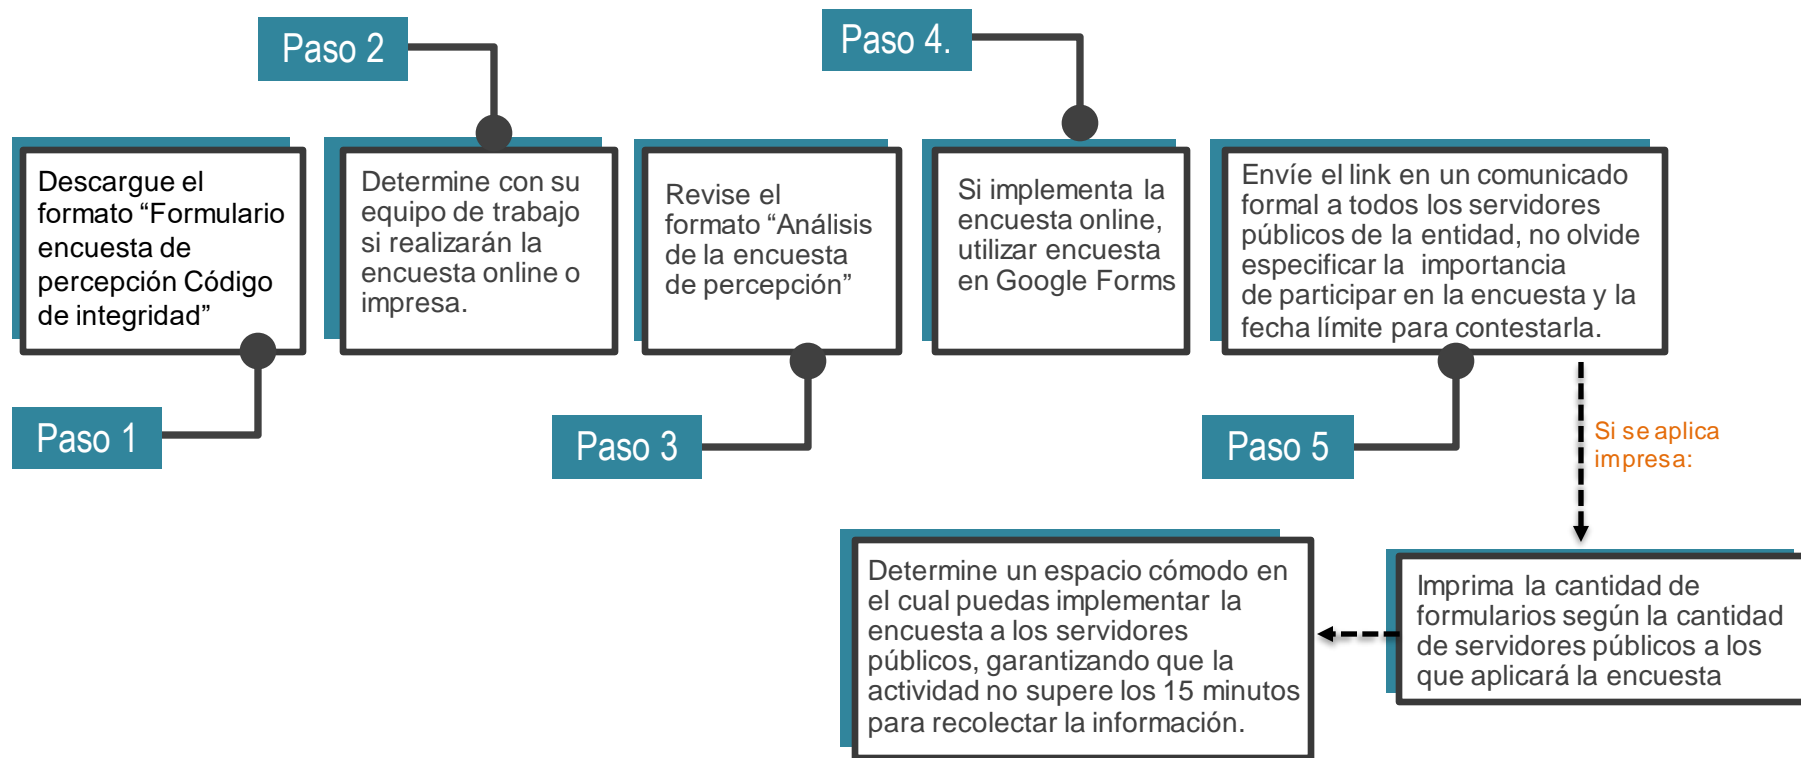 Paso 1
Descargue el
formato “Formulario
encuesta de
percepción Código
de integridad”
Paso 2
Determine con su
equipo de trabajo
si realizarán la
encuesta online o
impresa.
Paso 3
Revise el
formato “Análisis
de la encuesta
de percepción”
Paso 4.
Si implementa la
encuesta online,
utilizar encuesta
en Google Forms
Paso 5
Envíe el link en un comunicado
formal a todos los servidores
públicos de la entidad, no olvide
especificar la importancia
de participar en la encuesta y la
fecha límite para contestarla.
Si se aplica
impresa:
Imprima la cantidad de
formularios según la cantidad
de servidores públicos a los
que aplicará la encuesta
Determine un espacio cómodo en
el cual puedas implementar la
encuesta a los servidores
públicos, garantizando que la
actividad no supere los 15 minutos
para recolectar la información.